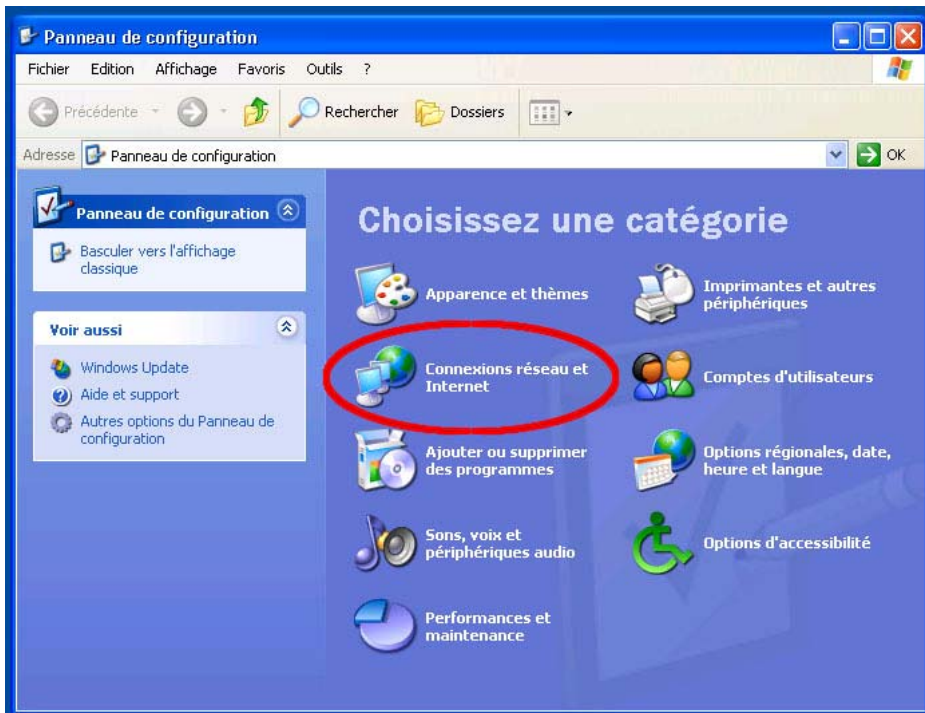 Panneau de configuration
Fichier Edition Affichage Favoris Outils ?
Précédente Rechercher Dossiers
Adresse Panneau de configuration OK
Panneau de configuration
Basculer vers l'affichage
classique
Voir aussi
Windows Update
Aide et support
Autres options du Panneau de
configuration
Choisissez une catégorie
Apparence et thèmes
Imprimantes et autres
périphériques
Connexions réseau et
Internet
Comptes d'utilisateurs
Ajouter ou supprimer
des programmes
Options régionales, date,
heure et langue
Sons, voix et
périphériques audio
Options d'accessibilité
Performances et
maintenance